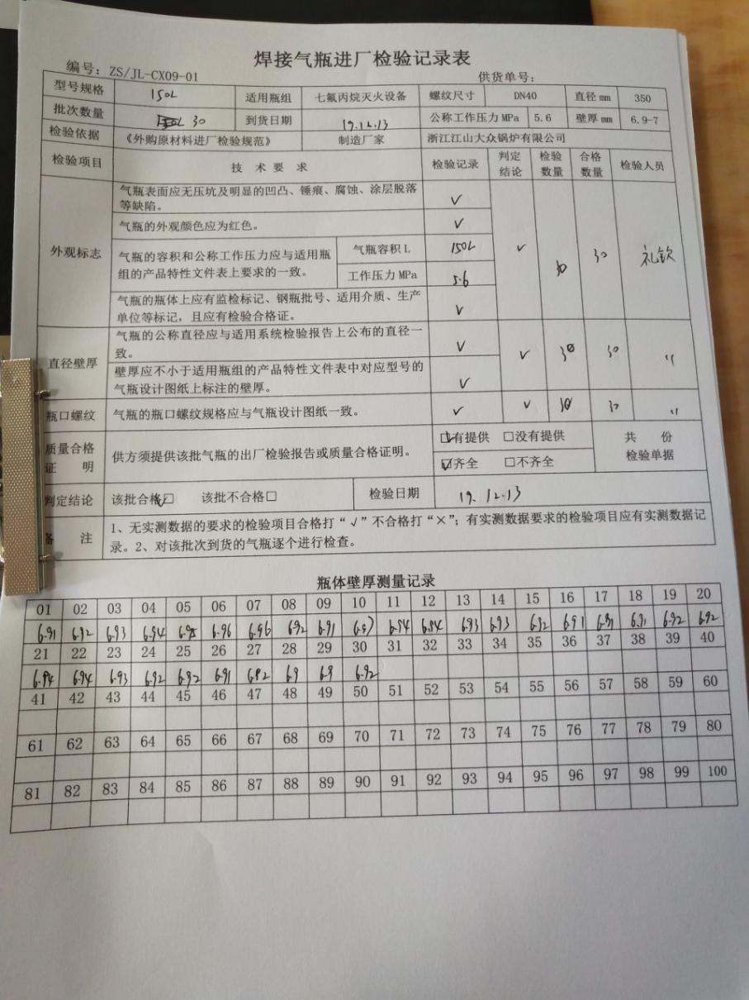 焊接气瓶进厂检验记录表
编号：ZS/JL-CX09-01 供货单号：
型号规格 150L 适用瓶组 七氟丙烷灭火设备 螺纹尺寸 DN40 直径 mm 350
批次数量 30 到货日期 19.12.13 公称工作压力 MPa 5.6 壁厚 mm 6.9-7
检验依据 《外购原材料进厂检验规范》 制造厂家 浙江江山大众锅炉有限公司
检验项目 技 术 要 求 检验记录 判定结论 检验数量 合格数量 检验人员
外观标志
气瓶表面应无压坑及明显的凹凸、锤痕、腐蚀、涂层脱落
等缺陷。 √
气瓶的外观颜色应为红色。 √
气瓶的容积和公称工作压力应与适用瓶
组的产品特性文件表上要求的一致。
气瓶容积 L 150L √ 30 30
工作压力 MPa 5.6
气瓶的瓶体上应有监检标记、钢瓶批号、适用介质、生产
单位等标记，且应有检验合格证。 √
直径壁厚
气瓶的公称直径应与适用系统检验报告上公布的直径一
致。 √ √ 30 30 〃
壁厚应不小于适用瓶组的产品特性文件表中对应型号的
气瓶设计图纸上标注的壁厚。 √
瓶口螺纹 气瓶的瓶口螺纹规格应与气瓶设计图纸一致。 √ √ 30 30 〃
质量合格
证 明
供方须提供该批气瓶的出厂检验报告或质量合格证明。
☑有提供 □没有提供
☑齐全 □不齐全
共 份
检验单据
判定结论 该批合格☑ 该批不合格□ 检验日期 19.12.13
备 注
1、无实测数据的要求的检验项目合格打“√”不合格打“×”；有实测数据要求的检验项目应有实测数据记
录。2、对该批次到货的气瓶逐个进行检查。
瓶体壁厚测量记录
01 02 03 04 05 06 07 08 09 10 11 12 13 14 15 16 17 18 19 20
6.91 6.92 6.93 6.94 6.95 6.96 6.96 6.92 6.91 6.94 6.94 6.93 6.93 6.92 6.91 6.91 6.91 6.92 6.92
21 22 23 24 25 26 27 28 29 30 31 32 33 34 35 36 37 38 39 40
6.94 6.94 6.93 6.92 6.92 6.91 6.92 6.9 6.9 6.92
41 42 43 44 45 46 47 48 49 50 51 52 53 54 55 56 57 58 59 60
61 62 63 64 65 66 67 68 69 70 71 72 73 74 75 76 77 78 79 80
81 82 83 84 85 86 87 88 89 90 91 92 93 94 95 96 97 98 99 100